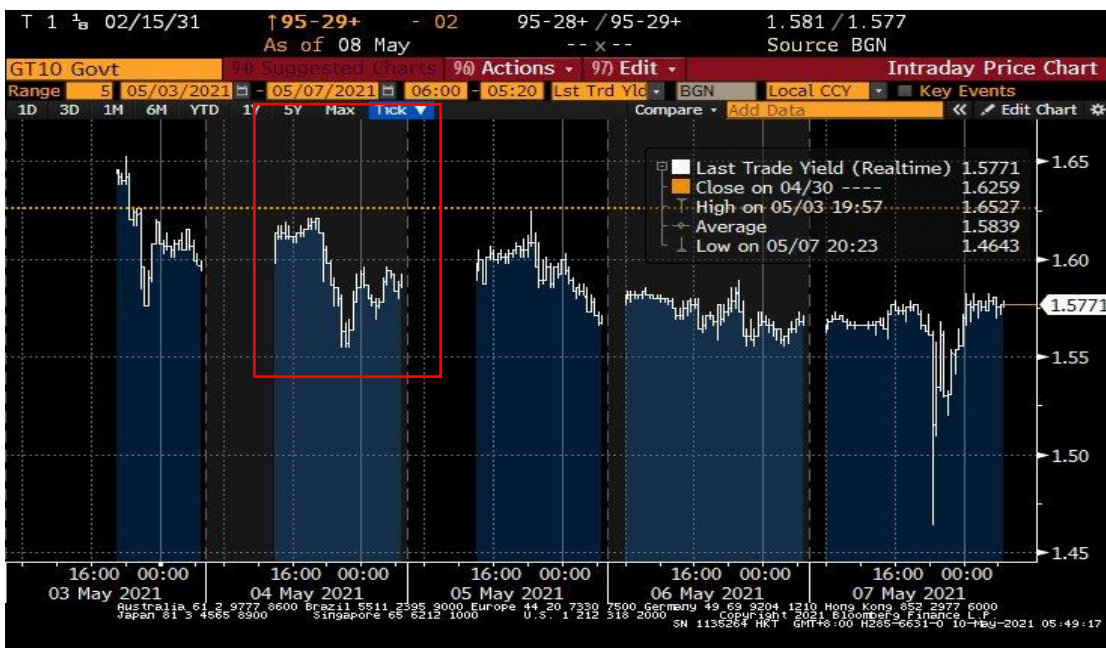 T 1 ⅛ 02/15/31 ↑95-29+ - 02 95-28+ / 95-29+ 1.581 / 1.577
As of 08 May -- x -- Source BGN
GT10 Govt 94) Suggested Charts 96) Actions 97) Edit Intraday Price Chart
Range 5 05/03/2021 - 05/07/2021 06:00 - 05:20 Lst Trd Yld BGN Local CCY Key Events
1D 3D 1M 6M YTD 1Y 5Y Max Tick ▼ Compare Add Data « Edit Chart
Last Trade Yield (Realtime) 1.5771
Close on 04/30 ---- 1.6259
High on 05/03 19:57 1.6527
Average 1.5839
Low on 05/07 20:23 1.4643
1.65
1.60
1.5771
1.55
1.50
1.45
16:00 00:00 16:00 00:00 16:00 00:00 16:00 00:00 16:00 00:00
03 May 2021 04 May 2021 05 May 2021 06 May 2021 07 May 2021
Australia 61 2 9777 8600 Brazil 5511 2395 9000 Europe 44 20 7330 7500 Germany 49 69 9204 1210 Hong Kong 852 2977 6000
Japan 81 3 4565 8900 Singapore 65 6212 1000 U.S. 1 212 318 2000 Copyright 2021 Bloomberg Finance L.P.
SN 1135264 HKT GMT+8:00 H285-6631-0 10-May-2021 05:49:17